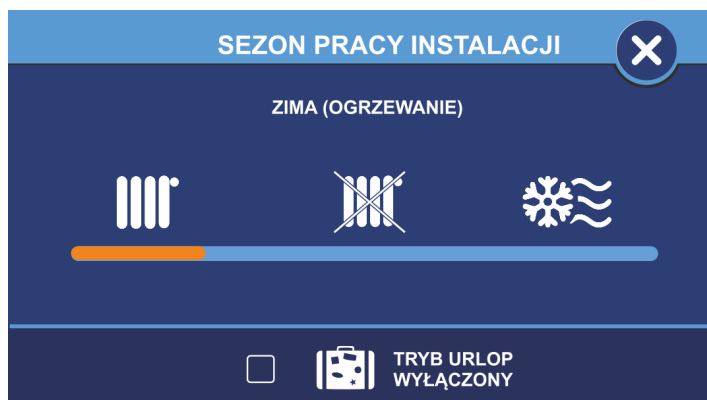 SEZON PRACY INSTALACJI
ZIMA (OGRZEWANIE)
TRYB URLOP
WYŁĄCZONY